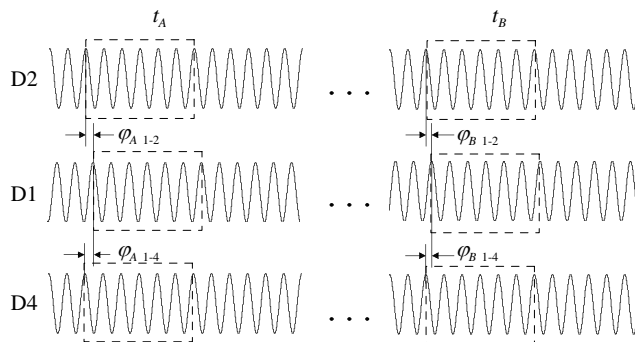 t_A t_B
D2 . . .
φ_A 1-2 φ_B 1-2
D1 . . .
φ_A 1-4 φ_B 1-4
D4 . . .